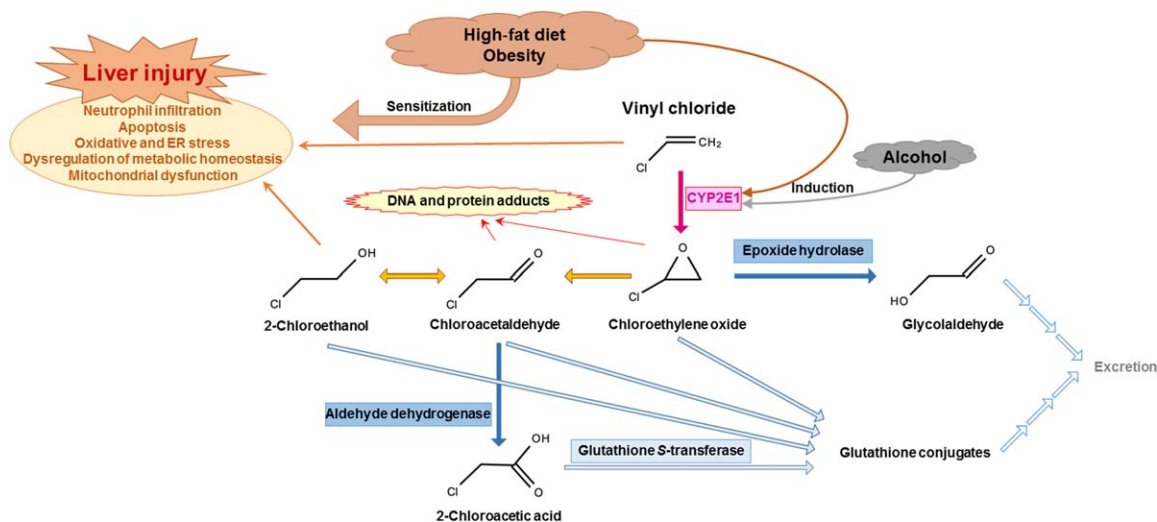 High-fat diet
Obesity
Liver injury
Neutrophil infiltration
Apoptosis
Oxidative and ER stress
Dysregulation of metabolic homeostasis
Mitochondrial dysfunction
Sensitization
Vinyl chloride
CH2
Cl
Alcohol
Induction
CYP2E1
DNA and protein adducts
Epoxide hydrolase
OH
Cl
2-Chloroethanol
O
Cl
Chloroacetaldehyde
O
Cl
Chloroethylene oxide
O
HO
Glycolaldehyde
Excretion
Aldehyde dehydrogenase
Glutathione S-transferase
Glutathione conjugates
OH
Cl
O
2-Chloroacetic acid